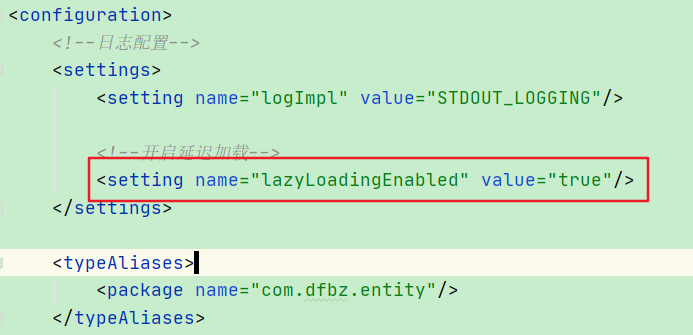 <configuration>
<!--日志配置-->
<settings>
<setting name="logImpl" value="STDOUT_LOGGING"/>
<!--开启延迟加载-->
<setting name="lazyLoadingEnabled" value="true"/>
</settings>
<typeAliases>
<package name="com.dfbz.entity"/>
</typeAliases>